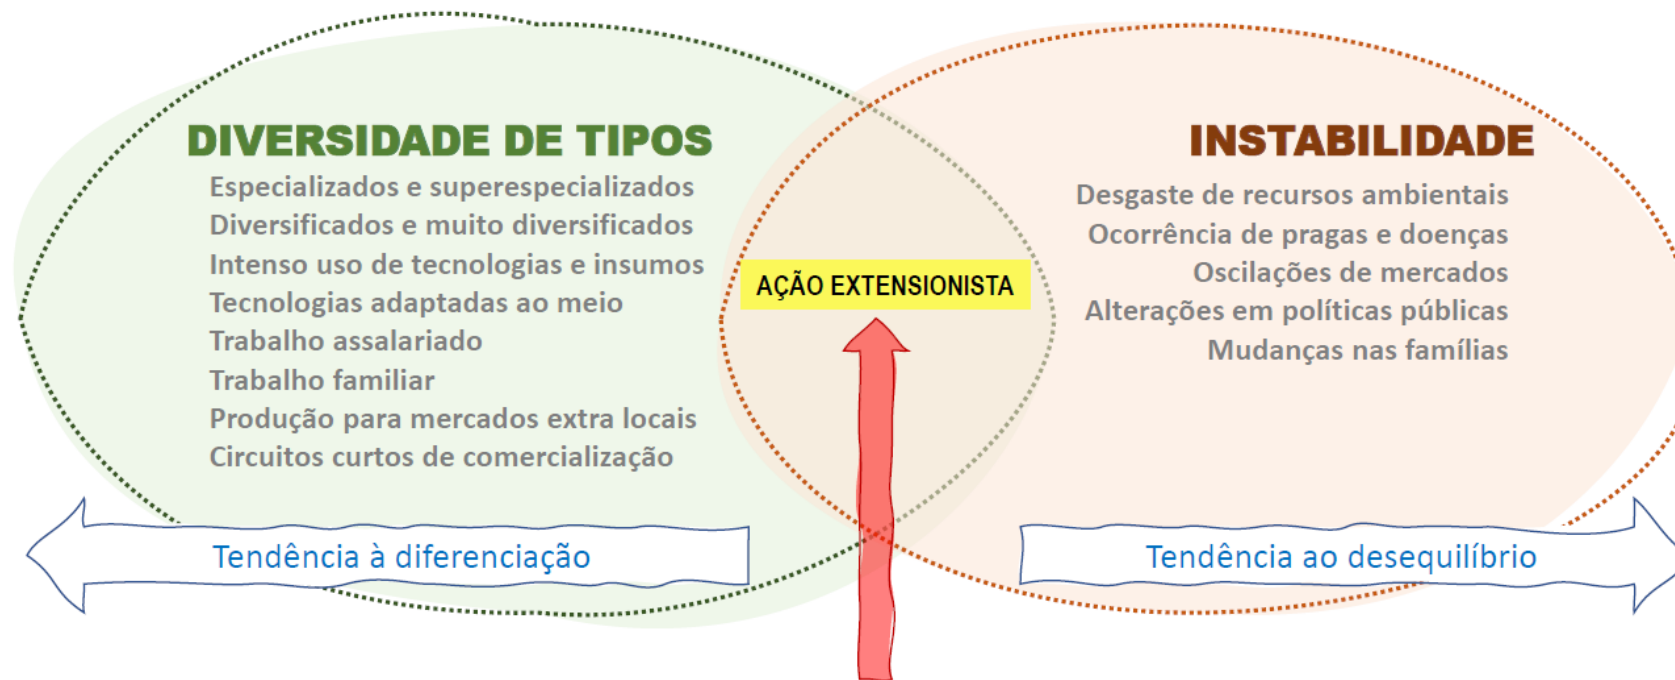 DIVERSIDADE DE TIPOS
Especializados e superespecializados
Diversificados e muito diversificados
Intenso uso de tecnologias e insumos
Tecnologias adaptadas ao meio
Trabalho assalariado
Trabalho familiar
Produção para mercados extra locais
Circuitos curtos de comercialização
Tendência à diferenciação
AÇÃO EXTENSIONISTA
INSTABILIDADE
Desgaste de recursos ambientais
Ocorrência de pragas e doenças
Oscilações de mercados
Alterações em políticas públicas
Mudanças nas famílias
Tendência ao desequilíbrio